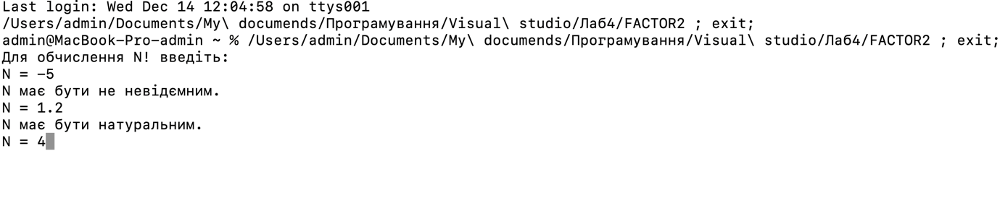 Last login: Wed Dec 14 12:04:58 on ttys001
/Users/admin/Documents/My\ documends/Програмування/Visual\ studio/Лаб4/FACTOR2 ; exit;
admin@MacBook-Pro-admin ~ % /Users/admin/Documents/My\ documends/Програмування/Visual\ studio/Лаб4/FACTOR2 ; exit;
Для обчислення N! введіть:
N = -5
N має бути не невідємним.
N = 1.2
N має бути натуральним.
N = 4